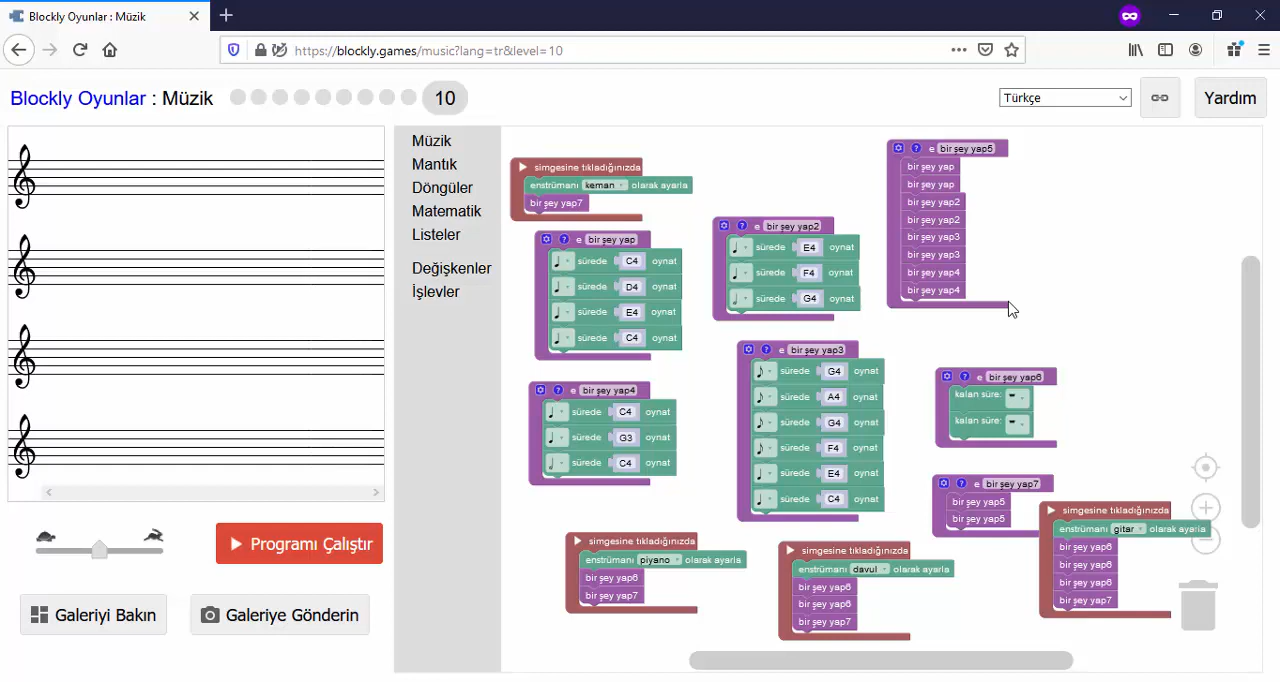 Blockly Oyunlar : Müzik
https://blockly.games/music?lang=tr&level=10
Blockly Oyunlar : Müzik
10
Türkçe
Yardım
Müzik
Mantık
Döngüler
Matematik
Listeler
Değişkenler
İşlevler
simgesine tıkladığınızda
enstrümanı keman olarak ayarla
bir şey yap7
e bir şey yap
sürede C4 oynat
sürede D4 oynat
sürede E4 oynat
sürede C4 oynat
e bir şey yap2
sürede E4 oynat
sürede F4 oynat
sürede G4 oynat
e bir şey yap5
bir şey yap
bir şey yap
bir şey yap2
bir şey yap2
bir şey yap3
bir şey yap3
bir şey yap4
bir şey yap4
e bir şey yap4
sürede C4 oynat
sürede G3 oynat
sürede C4 oynat
e bir şey yap3
sürede G4 oynat
sürede A4 oynat
sürede G4 oynat
sürede F4 oynat
sürede E4 oynat
sürede C4 oynat
e bir şey yap6
kalan süre:
kalan süre:
e bir şey yap7
bir şey yap5
bir şey yap5
simgesine tıkladığınızda
enstrümanı piyano olarak ayarla
bir şey yap6
bir şey yap7
simgesine tıkladığınızda
enstrümanı davul olarak ayarla
bir şey yap6
bir şey yap6
bir şey yap7
simgesine tıkladığınızda
enstrümanı gitar olarak ayarla
bir şey yap6
bir şey yap6
bir şey yap6
bir şey yap7
Programı Çalıştır
Galeriyi Bakın
Galeriye Gönderin